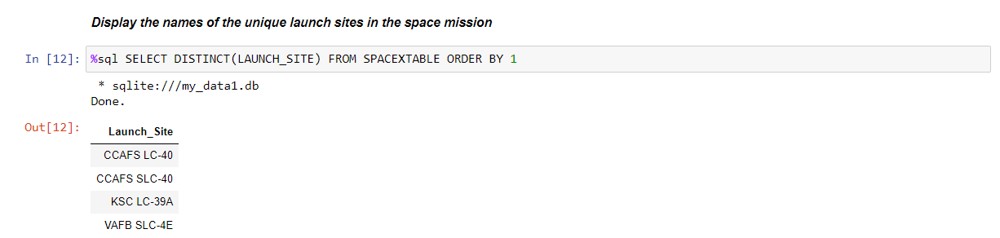 Display the names of the unique launch sites in the space mission
In [12]: %sql SELECT DISTINCT(LAUNCH_SITE) FROM SPACEXTABLE ORDER BY 1
* sqlite:///my_data1.db
Done.
Out[12]: Launch_Site
CCAFS LC-40
CCAFS SLC-40
KSC LC-39A
VAFB SLC-4E